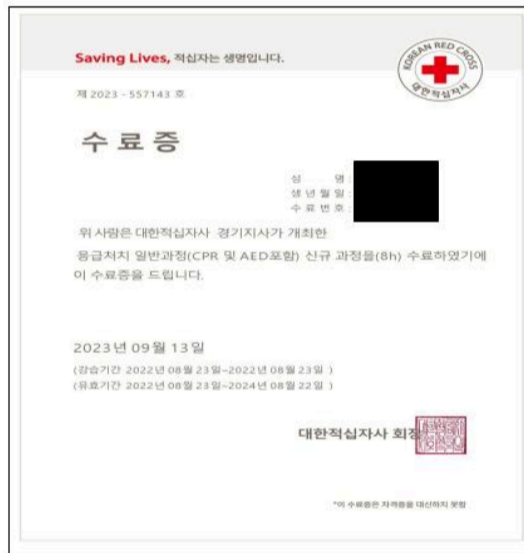 Saving Lives, 적십자는 생명입니다.
KOREAN RED CROSS
대한적십자사
제 2023 - 557143 호
수 료 증
성 명 :
생 년 월 일 :
수 료 번 호 :
위 사람은 대한적십자사 경기지사가 개최한
응급처치 일반과정(CPR 및 AED포함) 신규 과정을(8h) 수료하였기에
이 수료증을 드립니다.
2023년 09월 13일
(강습기간 2022년 08월 23일~2022년 08월 23일 )
(유효기간 2022년 08월 23일~2024년 08월 22일 )
대한적십자사 회장
*이 수료증은 자격증을 대신하지 못함